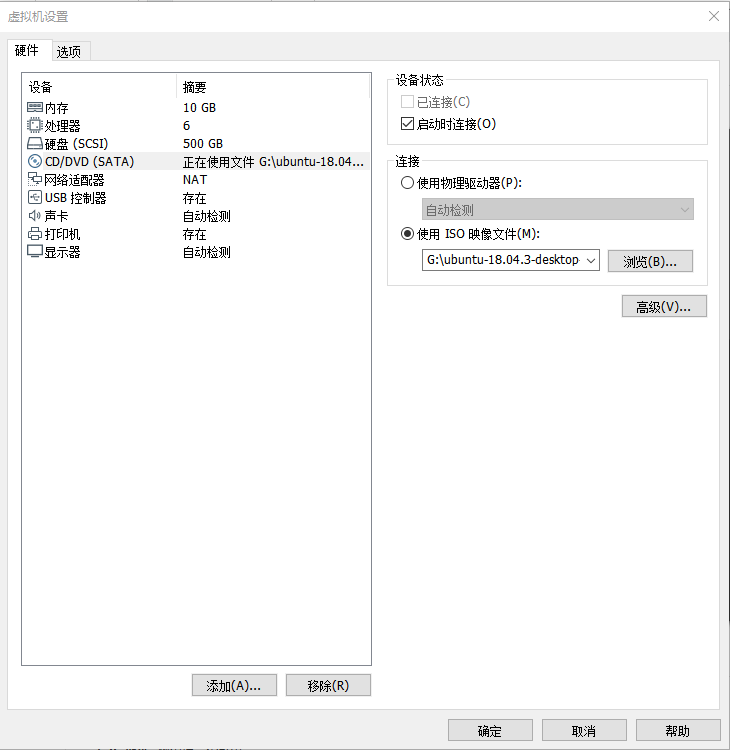 虚拟机设置
硬件 选项
设备 摘要
内存 10 GB
处理器 6
硬盘 (SCSI) 500 GB
CD/DVD (SATA) 正在使用文件 G:\ubuntu-18.04...
网络适配器 NAT
USB 控制器 存在
声卡 自动检测
打印机 存在
显示器 自动检测
添加(A)... 移除(R)
设备状态
已连接(C)
启动时连接(O)
连接
使用物理驱动器(P):
自动检测
使用 ISO 映像文件(M):
G:\ubuntu-18.04.3-desktop- 浏览(B)...
高级(V)...
确定 取消 帮助